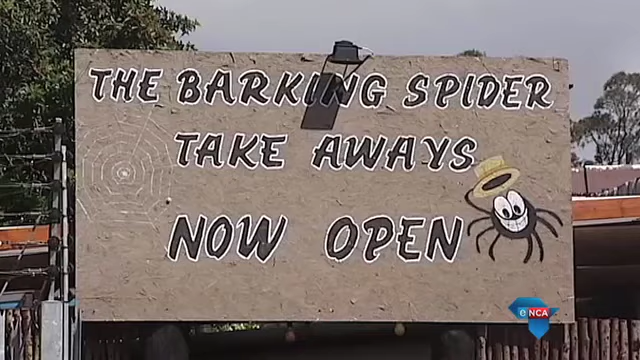 THE BARKING SPIDER
TAKE AWAYS
NOW OPEN
eNCA